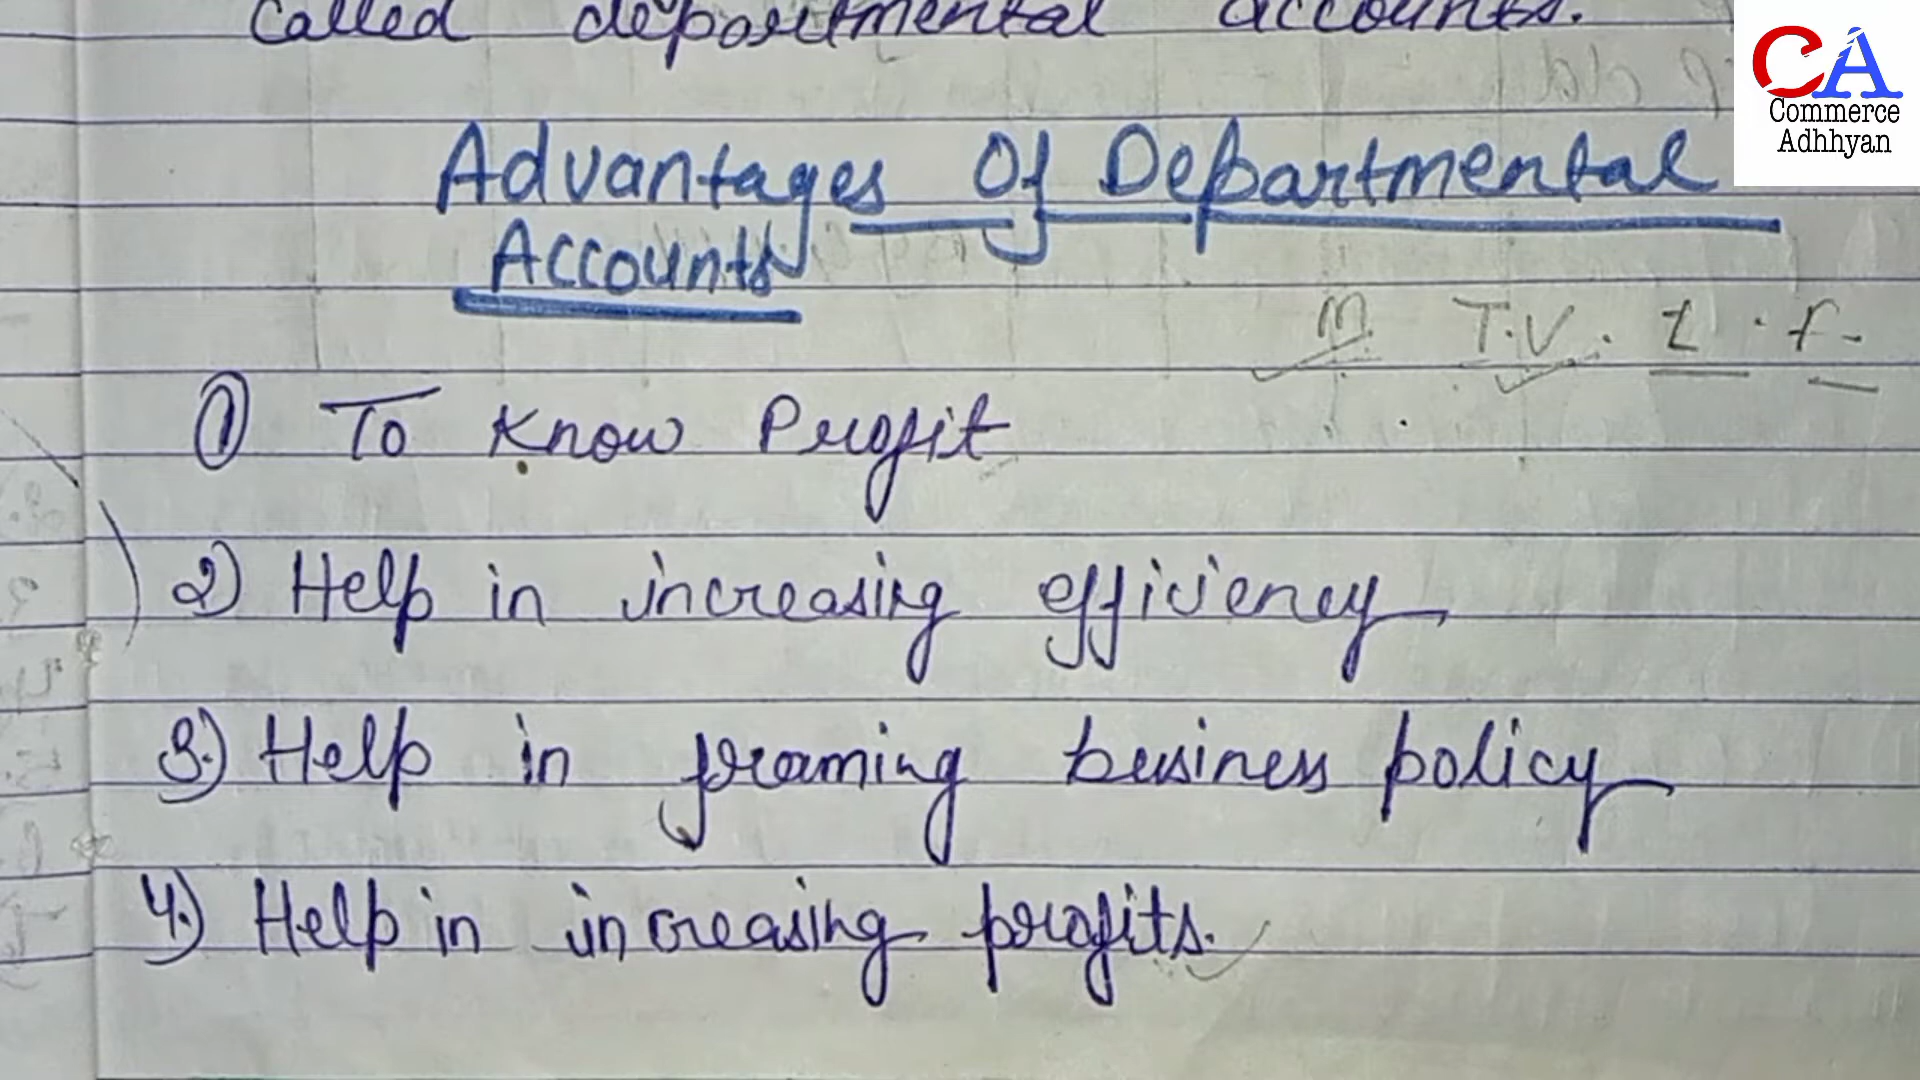 called departmental accounts.
CA
Commerce
Adhhyan
Advantages Of Departmental
Accounts
M. T.V. t . f.
① To Know Profit
2) Help in increasing efficiency
3.) Help in framing business policy
4.) Help in increasing profits.